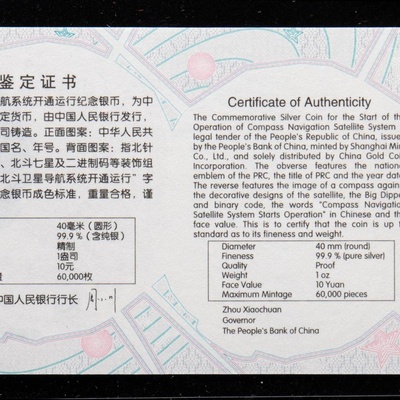 鉴定证书
导航系统开通运行纪念银币，为中
定货币，由中国人民银行发行，
司铸造。正面图案：中华人民共
国名、年号。背面图案：指北针
、北斗七星及二进制码等装饰组
北斗卫星导航系统开通运行”字
念银币成色标准，重量合格，谨
40毫米（圆形）
99.9％（含纯银）
精制
1盎司
10元
60,000枚
中国人民银行行长
Certificate of Authenticity
The Commemorative Silver Coin for the Start of the
Operation of Compass Navigation Satellite System
legal tender of the People's Republic of China, issue
by the People's Bank of China, minted by Shanghai Min
Co., Ltd., and solely distributed by China Gold Coin
Incorporation. The obverse features the national
emblem of the PRC, the title of PRC and the year date
The reverse features the image of a compass against
the decorative designs of the satellite, the Big Dipper
and binary code, the words "Compass Navigation
Satellite System Starts Operation" in Chinese and the
face value. This is to certify that the coin is up t
standard as to its fineness and weight.
Diameter 40 mm (round)
Fineness 99.9 % (pure silver)
Quality Proof
Weight 1 oz
Face Value 10 Yuan
Maximum Mintage 60,000 pieces
Zhou Xiaochuan
Governor
The People's Bank of China